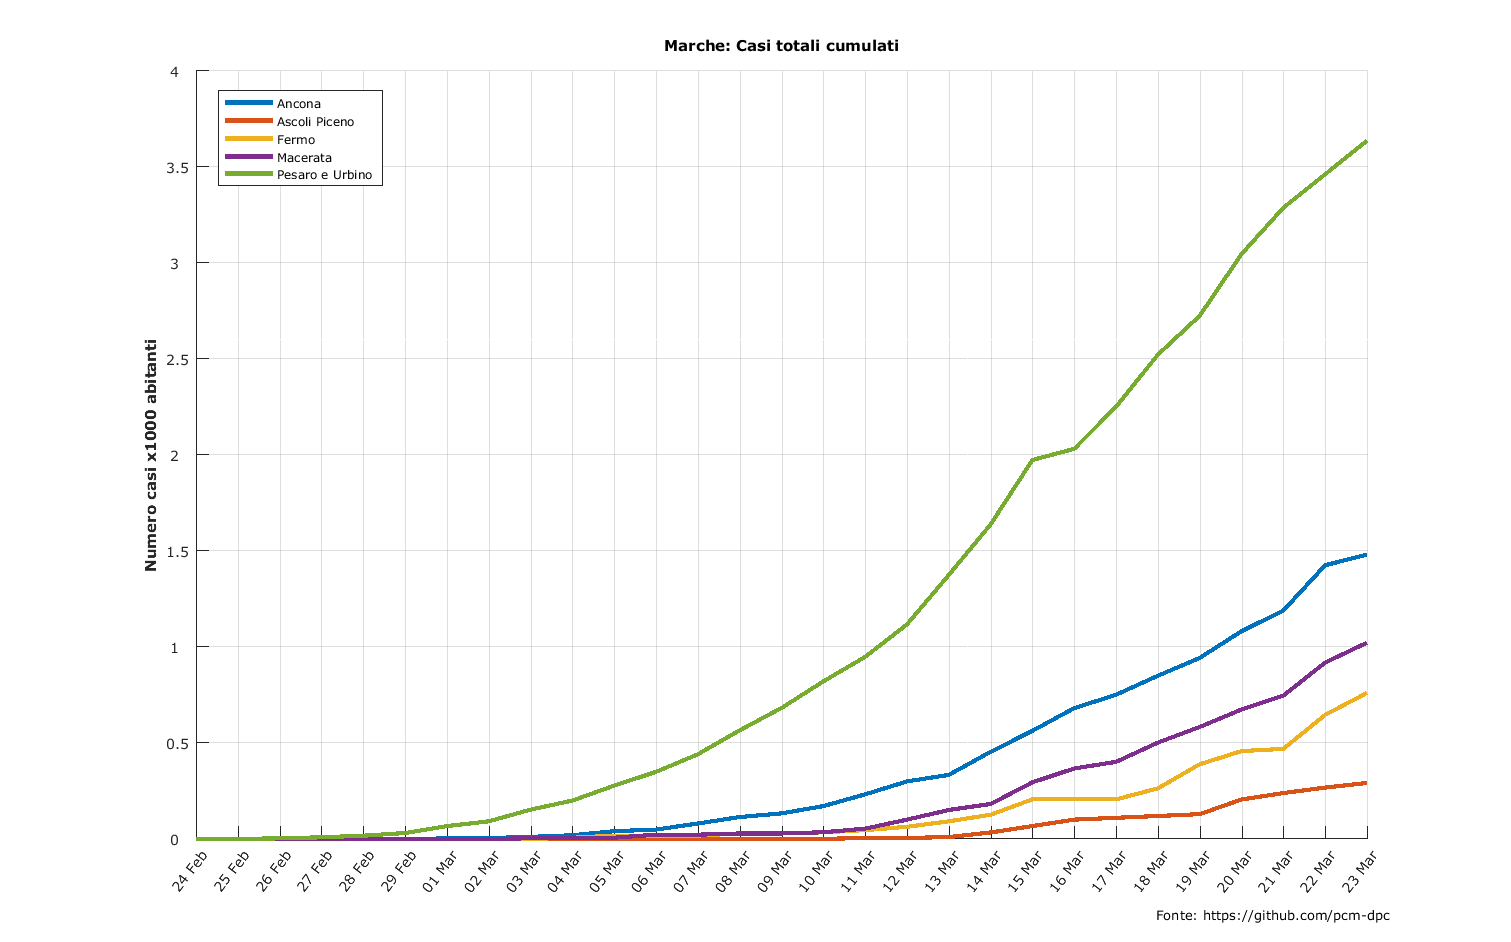 Marche: Casi totali cumulati
Numero casi x1000 abitanti
4
3.5
3
2.5
2
1.5
1
0.5
0
Ancona
Ascoli Piceno
Fermo
Macerata
Pesaro e Urbino
24 Feb
25 Feb
26 Feb
27 Feb
28 Feb
29 Feb
01 Mar
02 Mar
03 Mar
04 Mar
05 Mar
06 Mar
07 Mar
08 Mar
09 Mar
10 Mar
11 Mar
12 Mar
13 Mar
14 Mar
15 Mar
16 Mar
17 Mar
18 Mar
19 Mar
20 Mar
21 Mar
22 Mar
23 Mar
Fonte: https://github.com/pcm-dpc